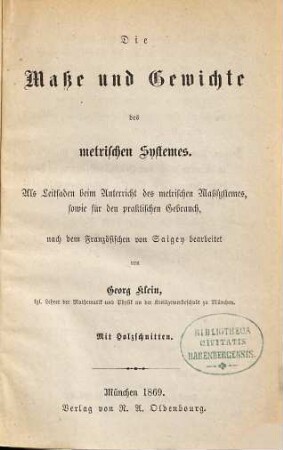 Die
Maße und Gewichte
des
metrischen Systemes.
Als Leitfaden beim Unterricht des metrischen Maßsystemes,
sowie für den praktischen Gebrauch,
nach dem Französischen von Saigey bearbeitet
von
Georg Klein,
kgl. Lehrer der Mathematik und Physik an der Kreisgewerbschule zu München.
Mit Holzschnitten.
BIBLIOTHECA
CIVITATIS
BABENBERGENSIS.
München 1869.
Verlag von R. A. Oldenbourg.